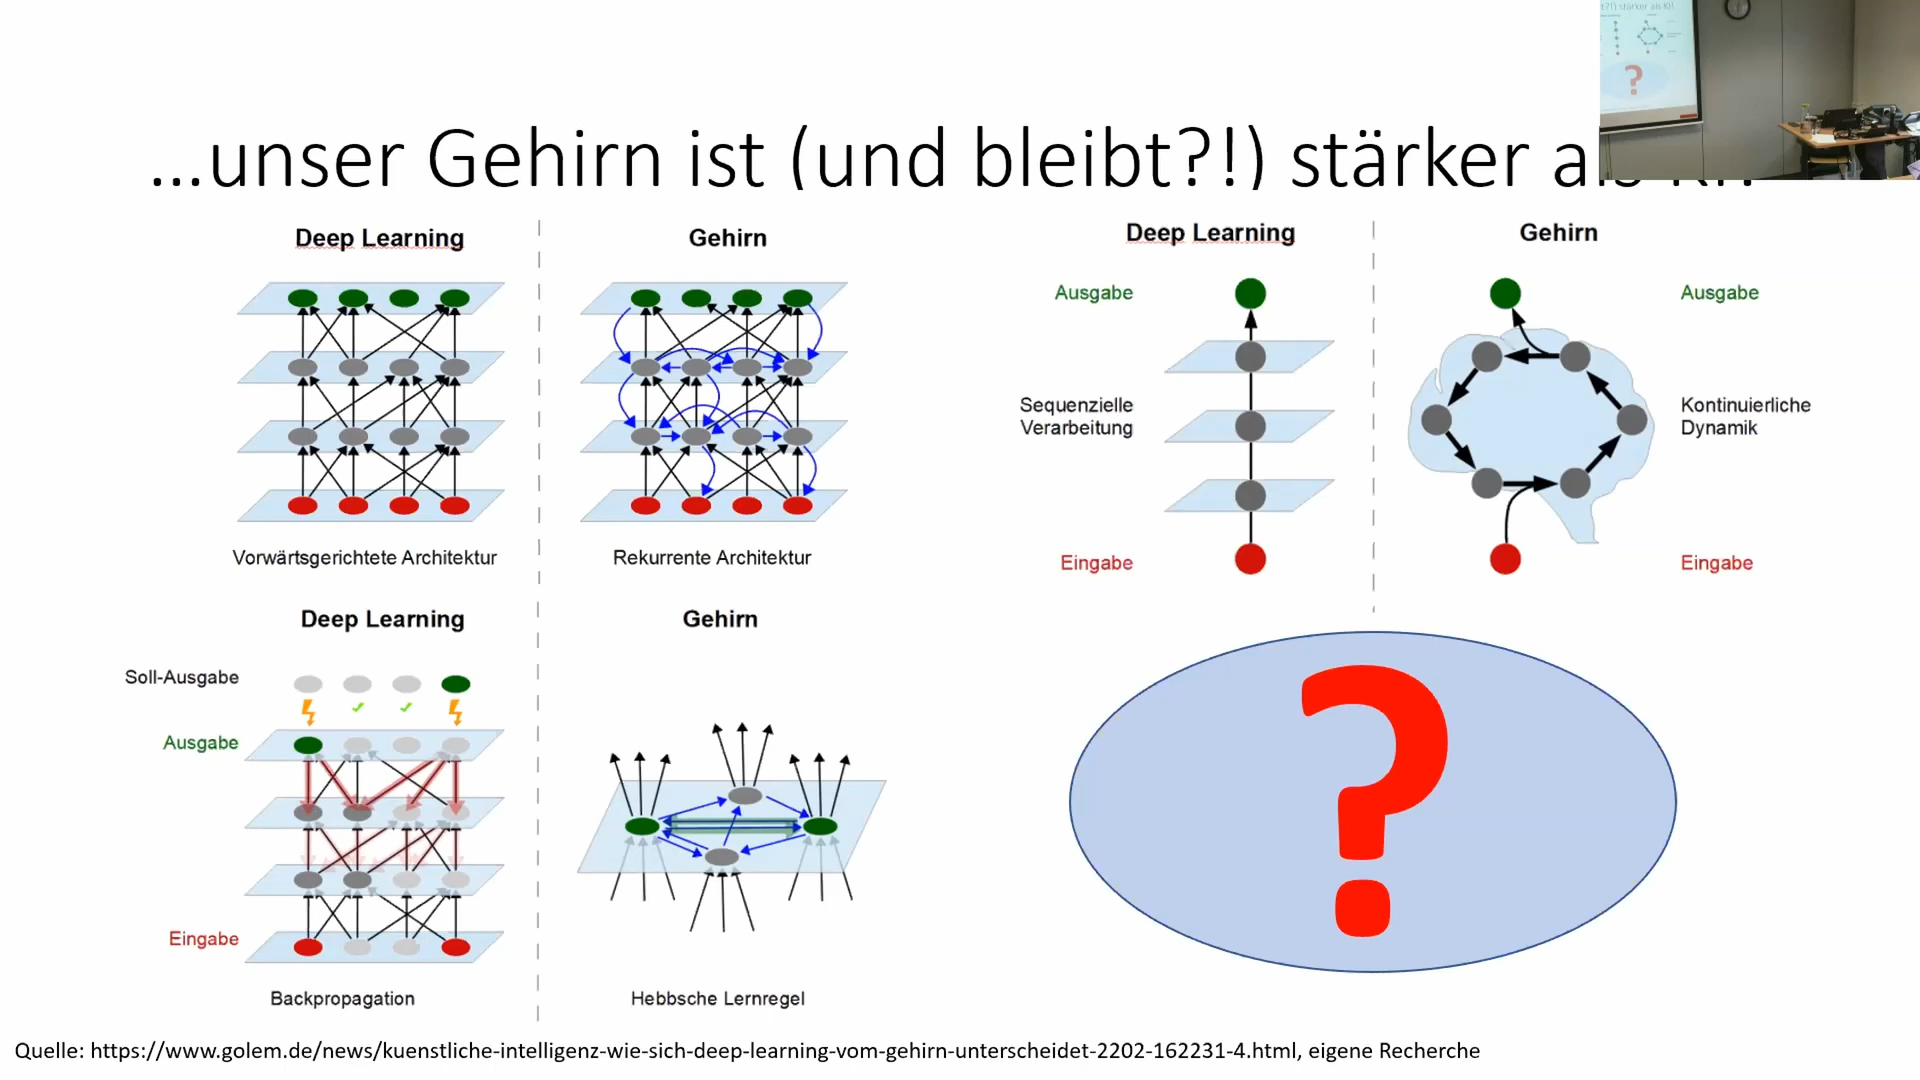 ...unser Gehirn ist (und bleibt?!) stärker als KI!
Deep Learning
Gehirn
Vorwärtsgerichtete Architektur
Rekurrente Architektur
Deep Learning
Gehirn
Ausgabe
Ausgabe
Sequenzielle
Verarbeitung
Kontinuierliche
Dynamik
Eingabe
Eingabe
Deep Learning
Gehirn
Soll-Ausgabe
Ausgabe
Eingabe
Backpropagation
Hebbsche Lernregel
?
Quelle: https://www.golem.de/news/kuenstliche-intelligenz-wie-sich-deep-learning-vom-gehirn-unterscheidet-2202-162231-4.html, eigene Recherche